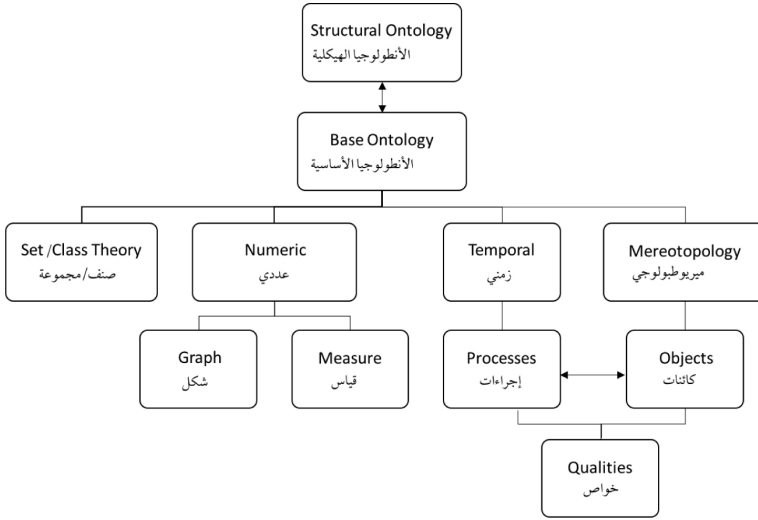 Structural Ontology
الأنطولوجيا الهيكلية
Base Ontology
الأنطولوجيا الأساسية
Set /Class Theory
صنف/مجموعة
Numeric
عددي
Temporal
زمني
Mereotopology
ميريوطبولوجي
Graph
شكل
Measure
قياس
Processes
إجراءات
Objects
كائنات
Qualities
خواص